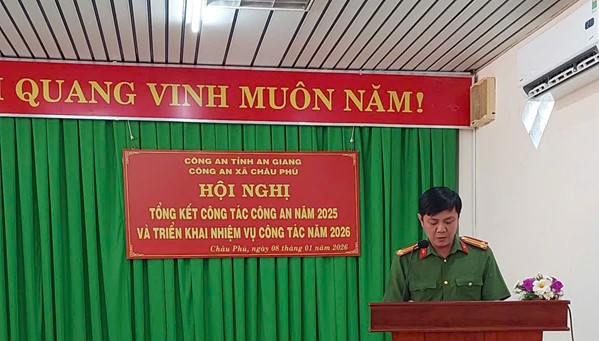 QUANG VINH MUÔN NĂM!
CÔNG AN TỈNH AN GIANG
CÔNG AN XÃ CHÂU PHÚ
HỘI NGHỊ
TỔNG KẾT CÔNG TÁC CÔNG AN NĂM 2025
VÀ TRIỂN KHAI NHIỆM VỤ CÔNG TÁC NĂM 2026
Châu Phú, ngày 08 tháng 01 năm 2026